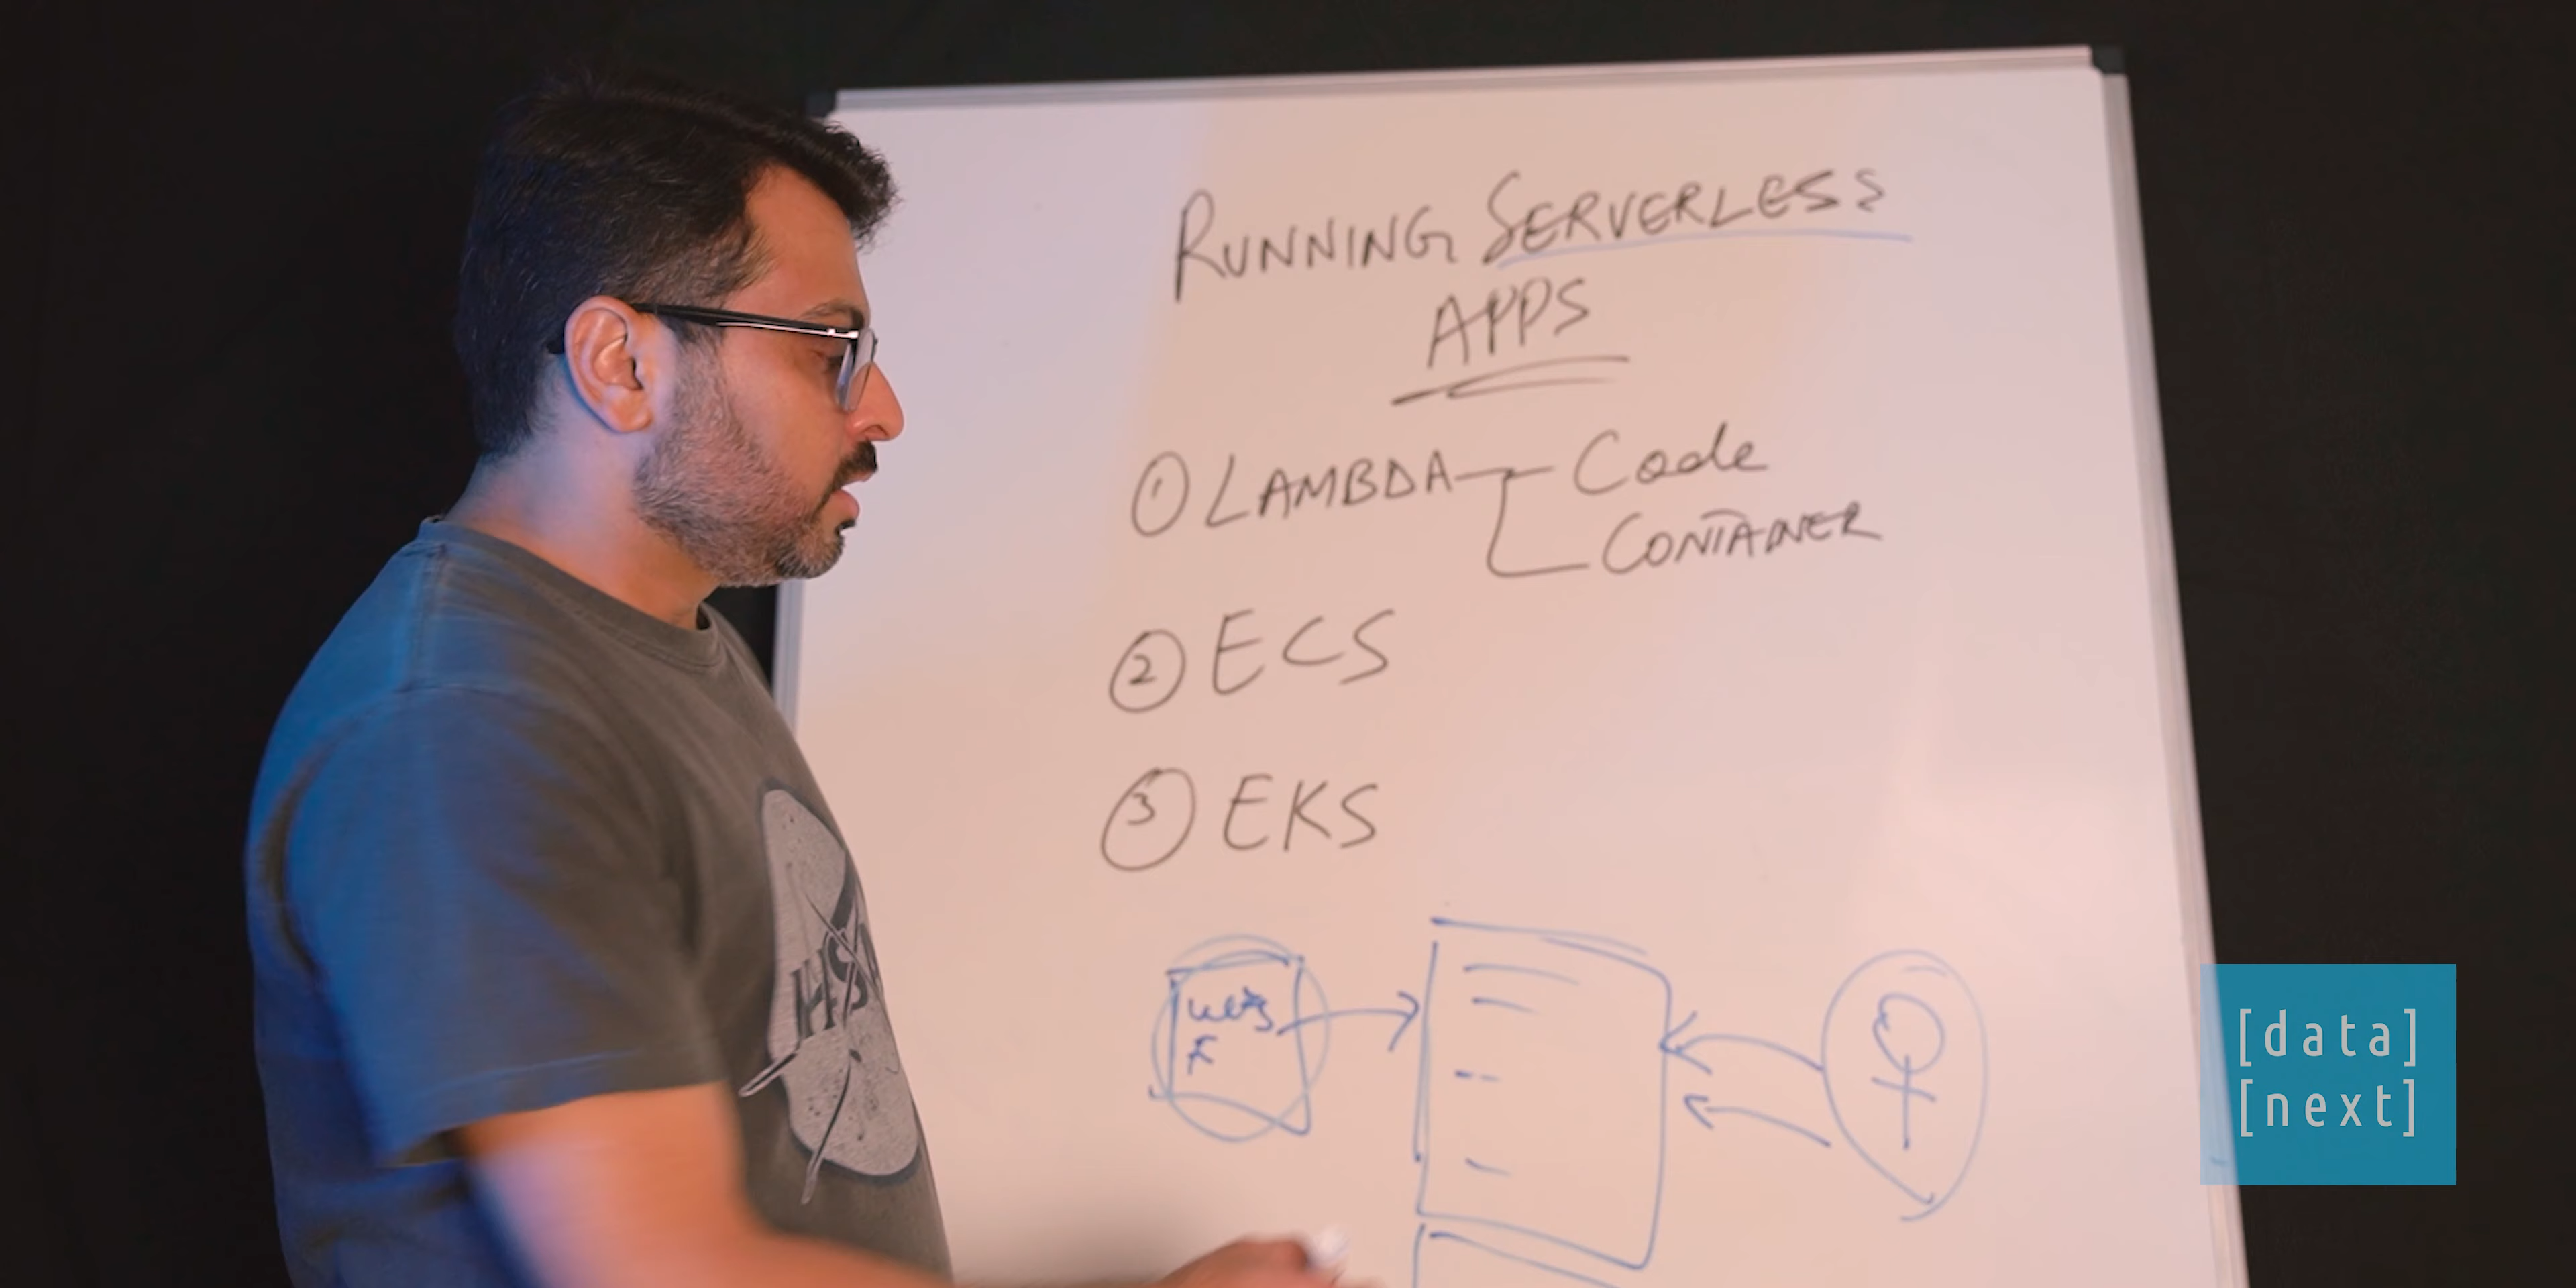 RUNNING SERVERLESS
APPS
① LAMBDA Code
CONTAINER
② ECS
③ EKS
[data]
[next]